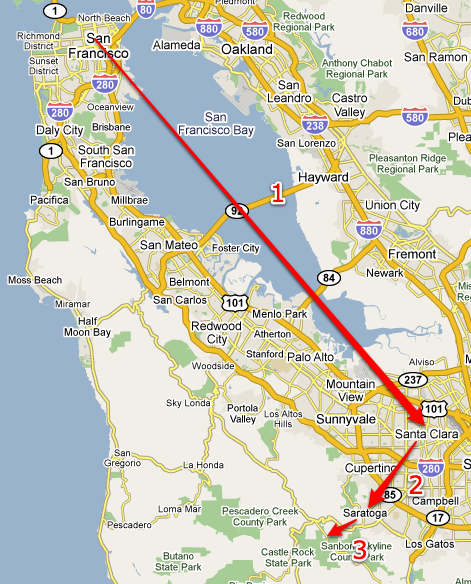 1
80
Piedmont
Redwood
Regional Park
Danville
North Beach
Richmond
District
San
Francisco
Alameda
880
Oakland
580
680
San Ramon
Sunset
District
280
Anthony Chabot
Regional Park
San
Leandro
Castro
Valley
Oceanview
280
Daly City
Brisbane
San
Francisco Bay
238
580
680
1
South San
Francisco
San Lorenzo
Pleasanton Ridge
Regional Park
San Bruno
Hayward
Pacifica
Millbrae
1
92
Union City
Burlingame
880
San Mateo
Foster City
Fremont
Moss Beach
Belmont
84
Newark
Miramar
San Carlos
101
Menlo Park
Half
Moon Bay
Redwood
City
Atherton
Stanford
Palo Alto
Alviso
Woodside
237
Mountain
View
Sky Londa
Portola
Valley
Los Altos
Hills
Sunnyvale
101
Santa Clara
San
Gregorio
La Honda
Cupertino
280
2
85
Campbell
Loma Mar
Pescadero Creek
County Park
Saratoga
17
Pescadero
3
Los Gatos
Butano
State Park
Castle Rock
State Park